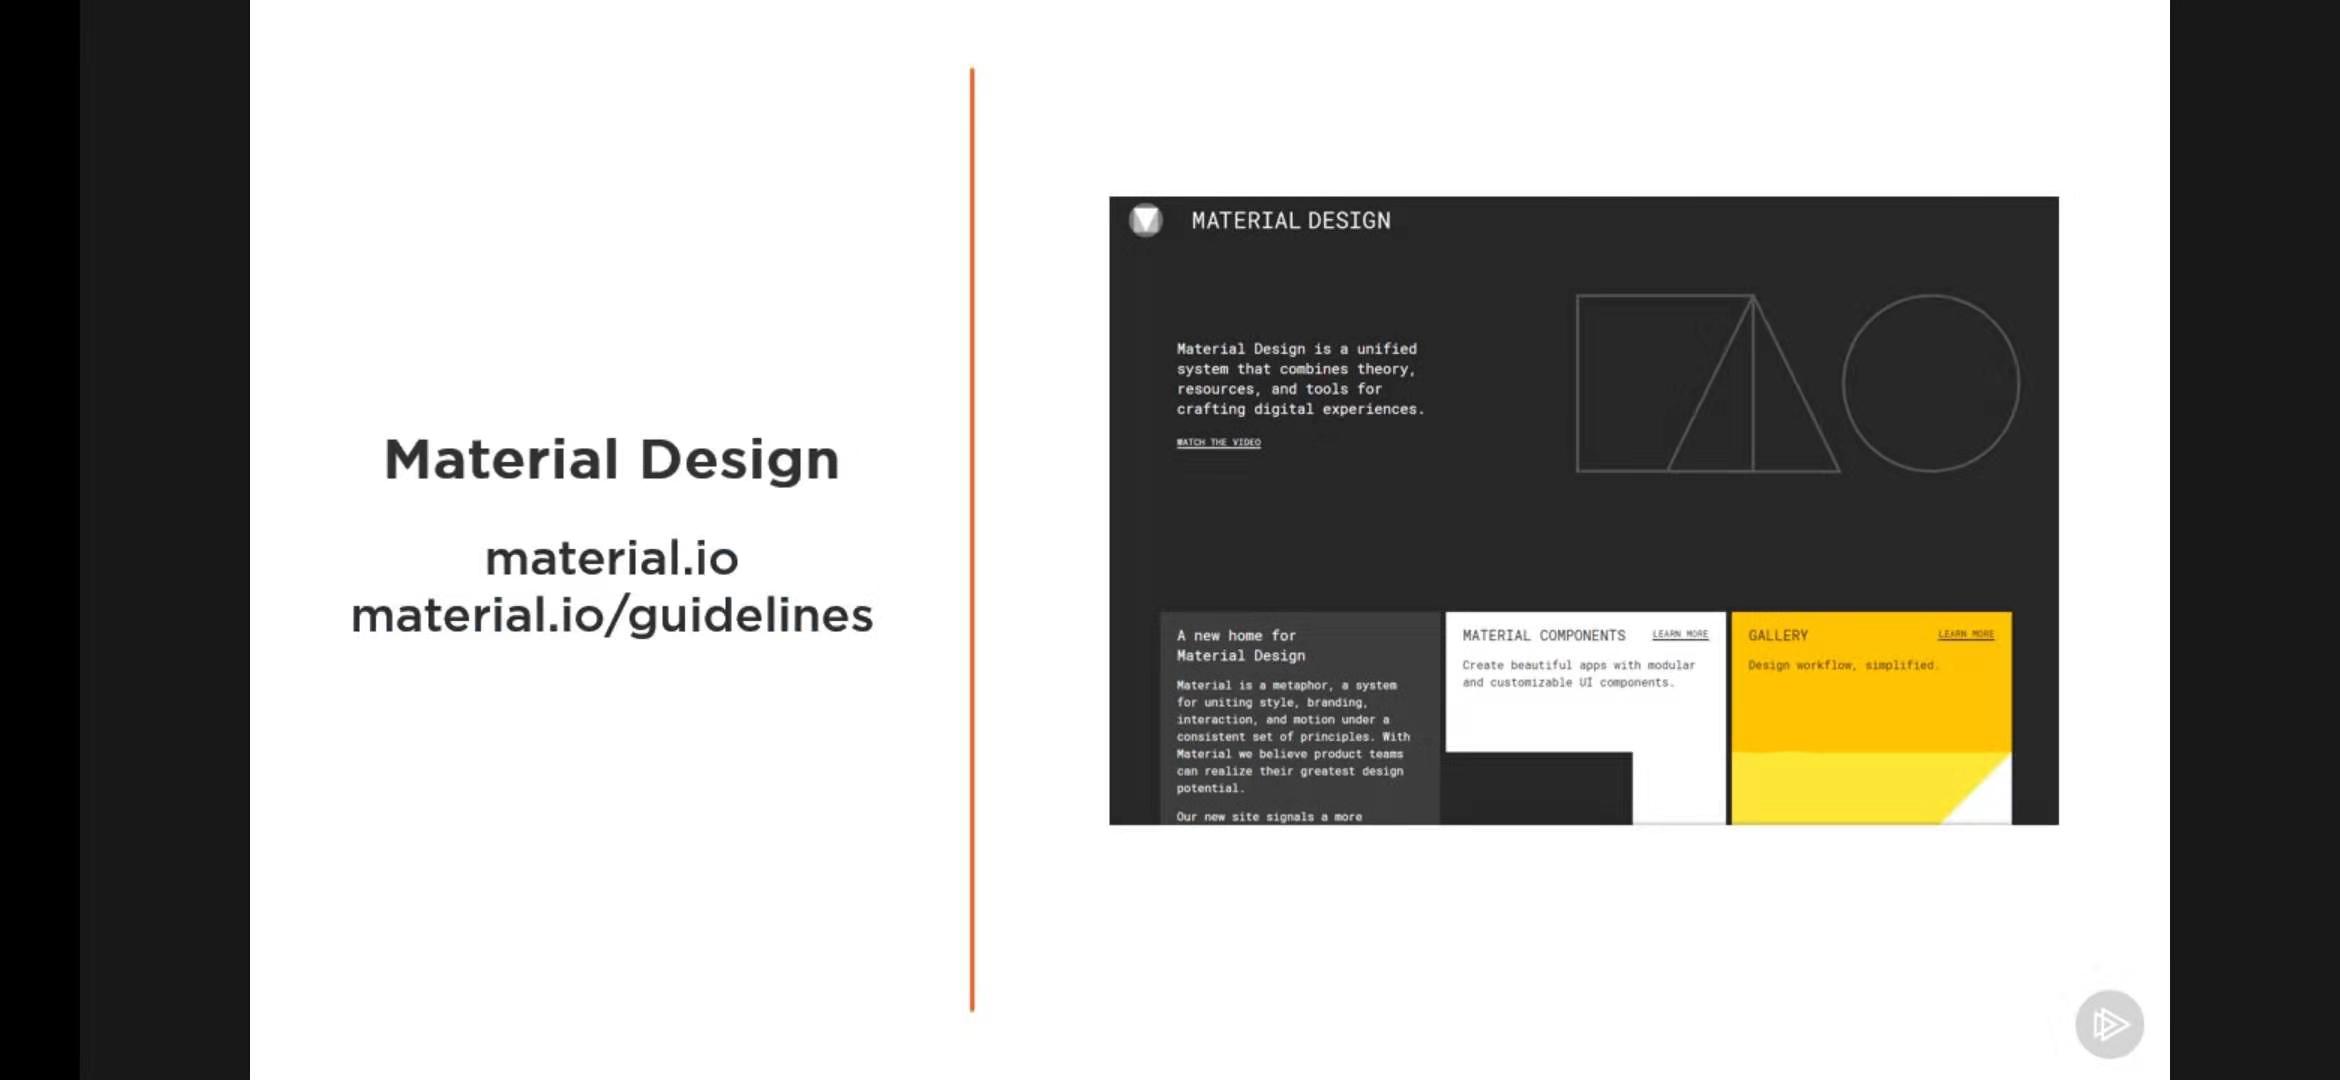 Material Design
material.io
material.io/guidelines
MATERIAL DESIGN
Material Design is a unified
system that combines theory,
resources, and tools for
crafting digital experiences.
WATCH THE VIDEO
A new home for
Material Design
Material is a metaphor, a system
for uniting style, branding,
interaction, and motion under a
consistent set of principles. With
Material we believe product teams
can realize their greatest design
potential.
Our new site signals a more
MATERIAL COMPONENTS LEARN MORE
Create beautiful apps with modular
and customizable UI components.
GALLERY LEARN MORE
Design workflow, simplified.